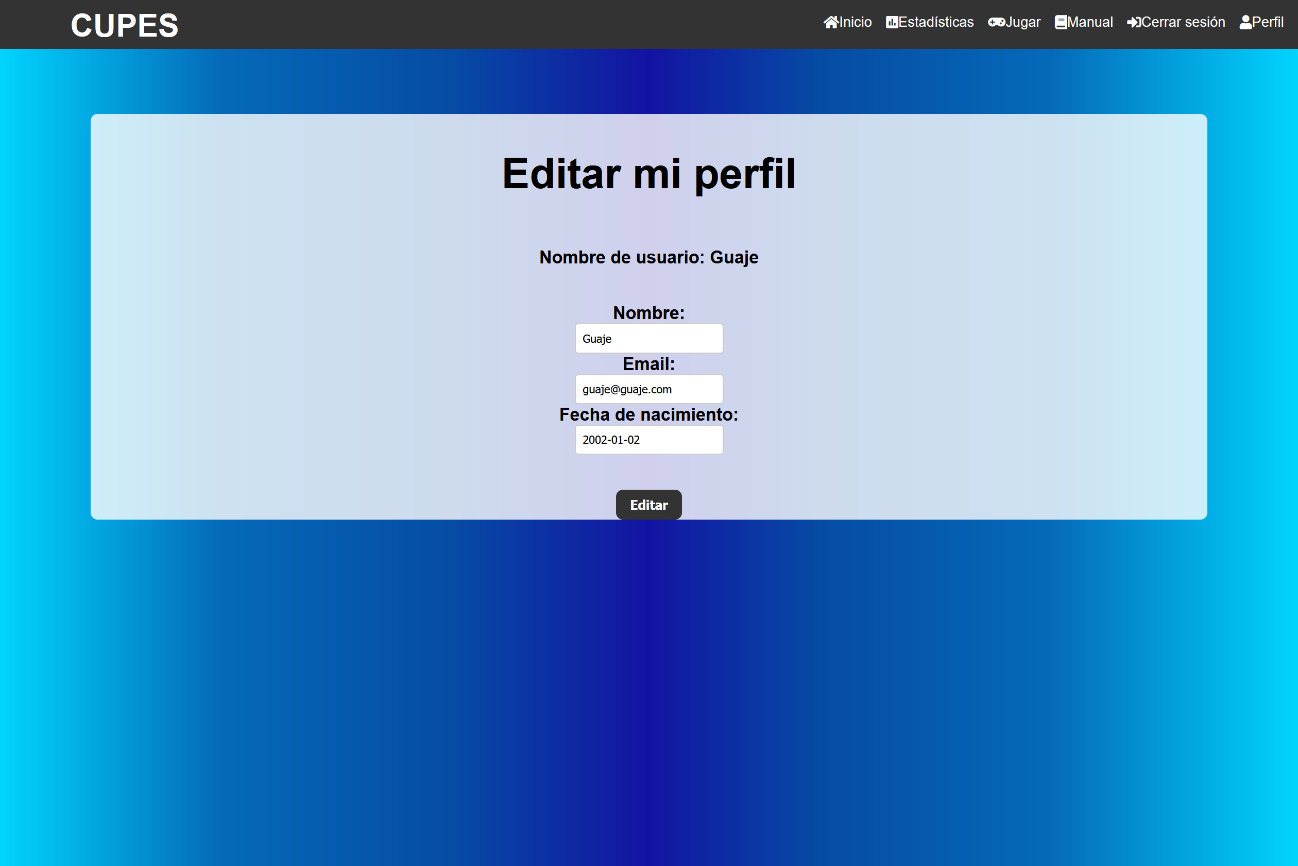 CUPES
Inicio Estadísticas Jugar Manual Cerrar sesión Perfil
Editar mi perfil
Nombre de usuario: Guaje
Nombre:
Guaje
Email:
guaje@guaje.com
Fecha de nacimiento:
2002-01-02
Editar